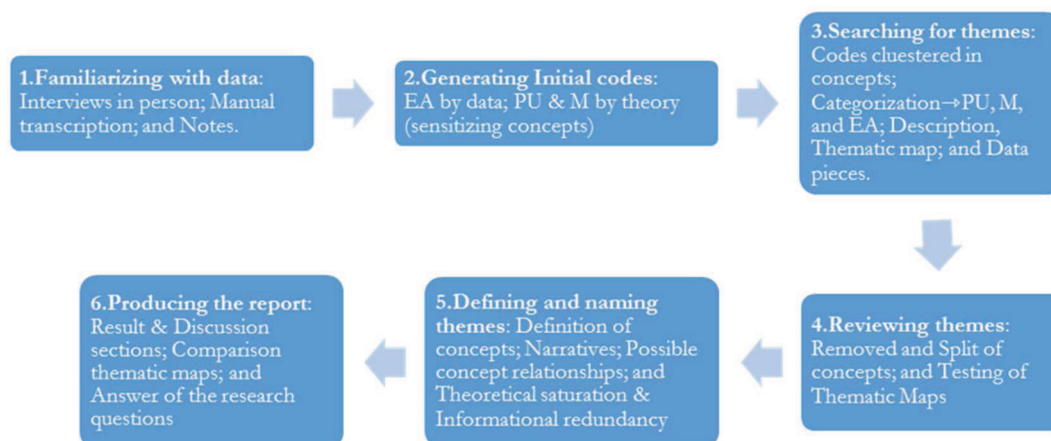 1.Familiarizing with data:
Interviews in person; Manual
transcription; and Notes.
2.Generating Initial codes:
EA by data; PU & M by theory
(sensitizing concepts)
3.Searching for themes:
Codes cluestered in
concepts;
Categorization→PU, M,
and EA; Description,
Thematic map; and Data
pieces.
4.Reviewing themes:
Removed and Split of
concepts; and Testing of
Thematic Maps
5.Defining and naming
themes: Definition of
concepts; Narratives; Possible
concept relationships; and
Theoretical saturation &
Informational redundancy
6.Producing the report:
Result & Discussion
sections; Comparison
thematic maps; and
Answer of the research
questions